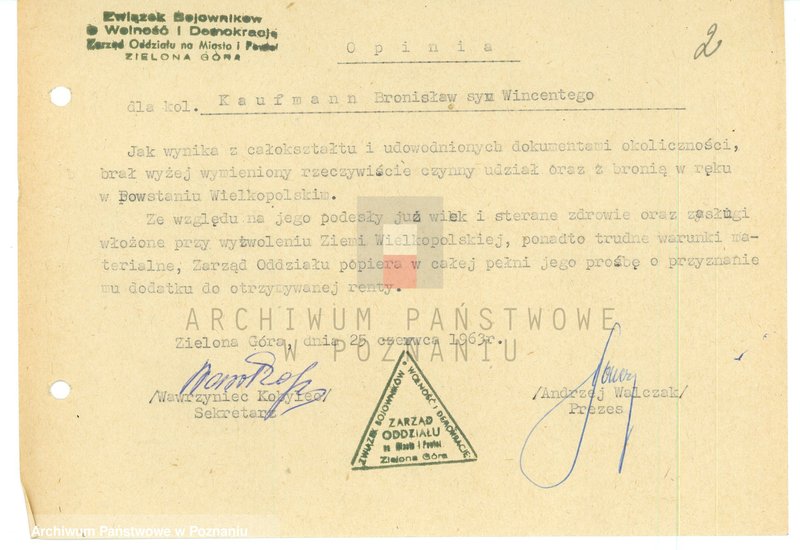 Związek Bojowników
o Wolność i Demokrację
Zarząd Oddziału na Miasto i Powiat
ZIELONA GÓRA
2
Opinia
dla kol. Kaufmann Bronisław syn Wincentego
Jak wynika z całokształtu i udowodnionych dokumentami okoliczności,
brał wyżej wymieniony rzeczywiście czynny udział oraz z bronią w ręku
w Powstaniu Wielkopolskim.
Ze względu na jego podesły już wiek i sterane zdrowie oraz zasługi
włożone przy wyzwoleniu Ziemi Wielkopolskiej, ponadto trudne warunki ma-
terialne, Zarząd Oddziału popiera w całej pełni jego prośbę o przyznanie
mu dodatku do otrzymywanej renty.
ARCHIWUM PAŃSTWOWE
W POZNANIU
Zielona Góra, dnia 25 czerwca 1963r.
/Wawrzyniec
Sekretarz
ZWIĄZEK BOJOWNIKÓW o WOLNOŚĆ I DEMOKRACJĘ
ZARZĄD
ODDZIAŁU
na Miasto i Powiat
Zielona Góra
/Andrzej Walczak/
Prezes
Archiwum Państwowe w Poznaniu